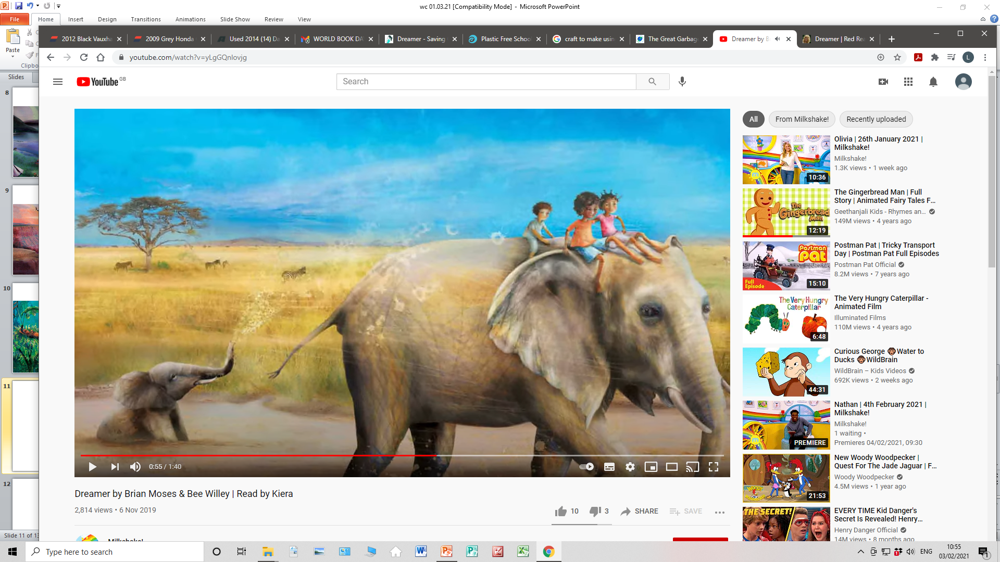 wc 01.03.21 [Compatibility Mode] - Microsoft PowerPoint
File Home Insert Design Transitions Animations Slide Show Review View
Paste
Clipbo
Slides
8
9
10
11
12
Slide 11 of 13
2012 Black Vauxha
2009 Grey Honda
Used 2014 (14) Da
WORLD BOOK DA
Dreamer - Saving
Plastic Free Schoo
craft to make usin
The Great Garbag
Dreamer by B
Dreamer | Red Rea
youtube.com/watch?v=yLgGQnIovjg
L
YouTube GB
Search
0:55 / 1:40
Dreamer by Brian Moses & Bee Willey | Read by Kiera
2,814 views • 6 Nov 2019
10
3
SHARE
SAVE
Milkshake!
All
From Milkshake!
Recently uploaded
10:36
Olivia | 26th January 2021 |
Milkshake!
Milkshake!
1.3K views • 1 week ago
The
Gingerbread
Man
12:19
The Gingerbread Man | Full
Story | Animated Fairy Tales F...
Geethanjali Kids - Rhymes an...
149M views • 4 years ago
Postman
Pat
Full
Episode
15:10
Postman Pat | Tricky Transport
Day | Postman Pat Full Episodes
Postman Pat Official
8.2M views • 7 years ago
The Very Hungry
Caterpillar
6:48
The Very Hungry Caterpillar -
Animated Film
Illuminated Films
110M views • 4 years ago
44:31
Curious George 🐵Water to
Ducks 🐵WildBrain
WildBrain – Kids Videos
692K views • 2 weeks ago
PREMIERE
Nathan | 4th February 2021 |
Milkshake!
Milkshake!
1 waiting •
Premieres 04/02/2021, 09:30
WOODY
21:53
New Woody Woodpecker |
Quest For The Jade Jaguar | F...
Woody Woodpecker
4.5M views • 1 year ago
THE SECRET!
EVERY TIME Kid Danger's
Secret Is Revealed! Henry...
Henry Danger Official
14M views • 8 months ago
Type here to search
ENG
10:55
03/02/2021
1